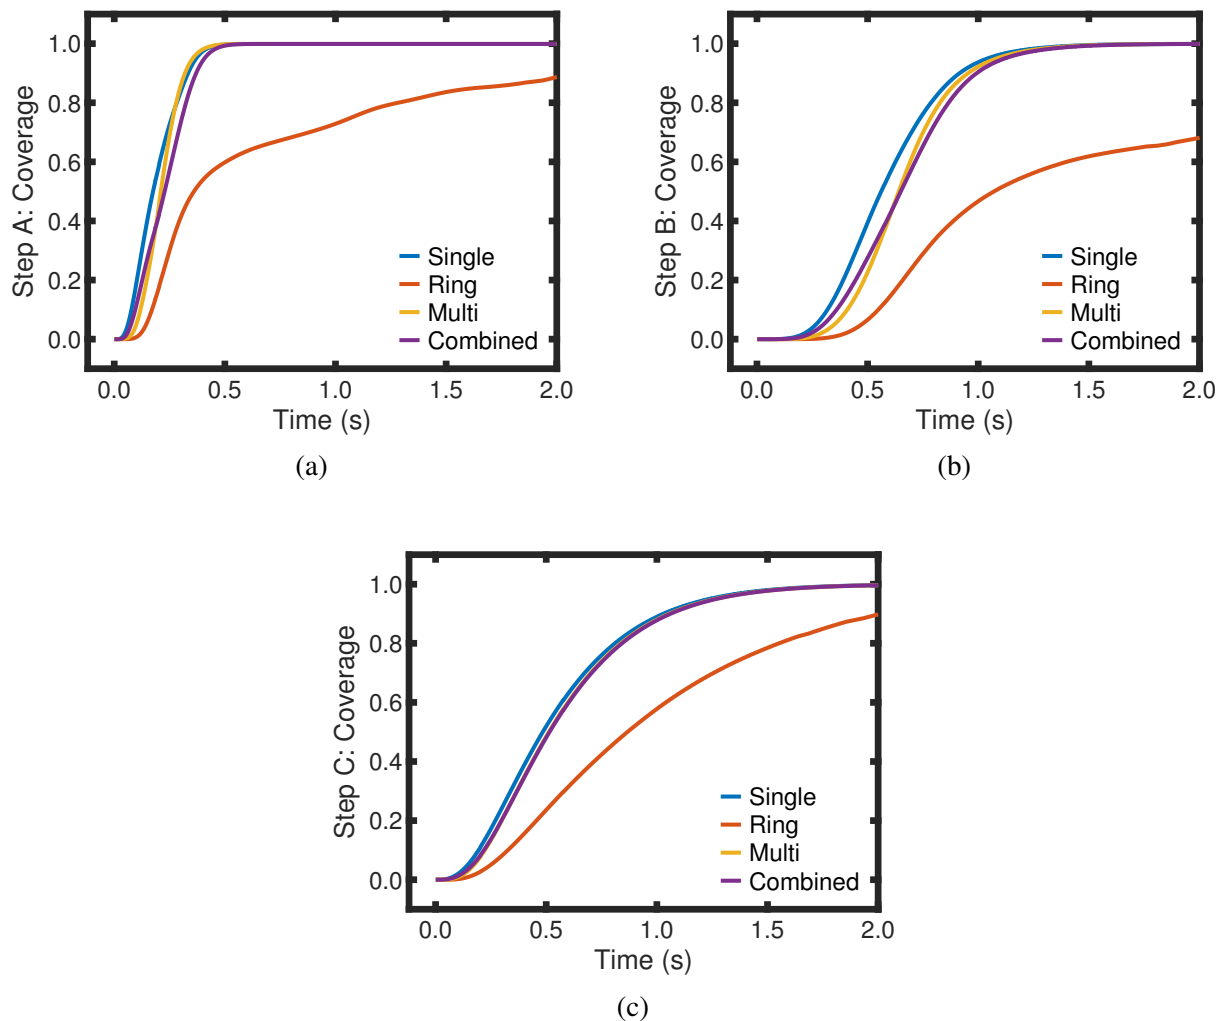 Step A: Coverage
1.0
0.8
0.6
0.4
0.2
0.0
Single
Ring
Multi
Combined
0.0 0.5 1.0 1.5 2.0
Time (s)
(a)
Step B: Coverage
1.0
0.8
0.6
0.4
0.2
0.0
Single
Ring
Multi
Combined
0.0 0.5 1.0 1.5 2.0
Time (s)
(b)
Step C: Coverage
1.0
0.8
0.6
0.4
0.2
0.0
Single
Ring
Multi
Combined
0.0 0.5 1.0 1.5 2.0
Time (s)
(c)